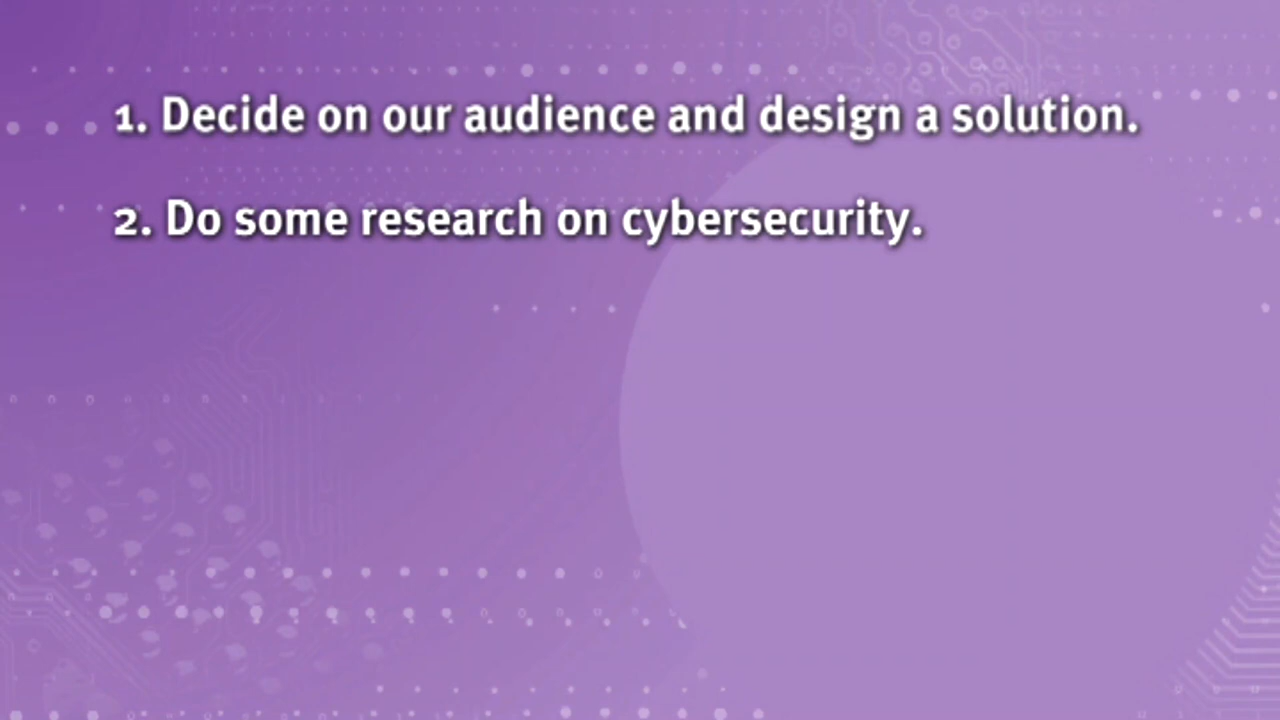 1. Decide on our audience and design a solution.
2. Do some research on cybersecurity.